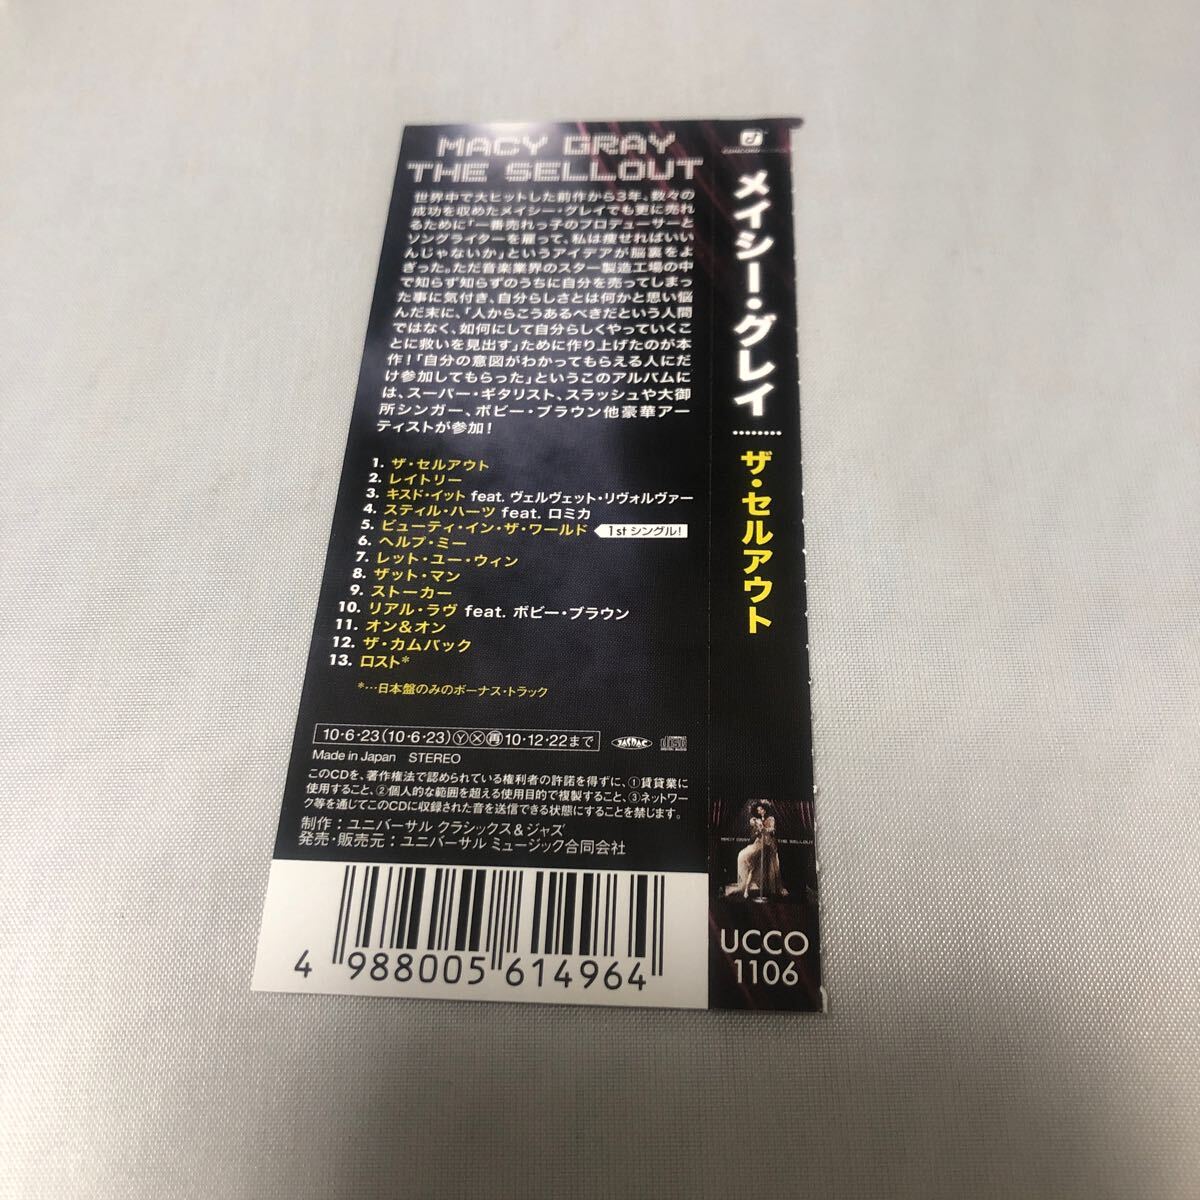 MACY GRAY
THE SELLOUT
世界中で大ヒットした前作から3年。数々の
成功を収めたメイシー・グレイでも更に売れ
るために「一番売れっ子のプロデューサーと
ソングライターを雇って、私は痩せればいい
んじゃないか」というアイデアが脳裏をよ
ぎった。ただ音楽業界のスター製造工場の中
で知らず知らずのうちに自分を売ってしまっ
た事に気付き、自分らしさとは何かと思い悩
んだ末に、「人からこうあるべきだという人間
ではなく、如何にして自分らしくやっていくこ
とに救いを見出す」ために作り上げたのが本
作!「自分の意図がわかってもらえる人にだ
け参加してもらった」というこのアルバムに
は、スーパー・ギタリスト、スラッシュや大御
所シンガー、ボビー・ブラウン他豪華アー
ティストが参加!
1. ザ・セルアウト
2. レイトリー
3. キスド・イット feat. ヴェルヴェット・リヴォルヴァー
4. スティル・ハーツ feat. ロミカ
5. ビューティ・イン・ザ・ワールド 1st シングル!
6. ヘルプ・ミー
7. レット・ユー・ウィン
8. ザット・マン
9. ストーカー
10. リアル・ラヴ feat. ボビー・ブラウン
11. オン&オン
12. ザ・カムバック
13. ロスト*
*…日本盤のみのボーナス・トラック
10・6・23(10・6・23)Ⓨ㊣再10・12・22まで
JASRAC
Made in Japan STEREO
このCDを、著作権法で認められている権利者の許諾を得ずに、①賃貸業に
使用すること、②個人的な範囲を超える使用目的で複製すること、③ネットワー
ク等を通じてこのCDに収録された音を送信できる状態にすることを禁じます。
制作：ユニバーサル クラシックス&ジャズ
発売・販売元：ユニバーサル ミュージック合同会社
4 988005 614964
メイシー・グレイ
ザ・セルアウト
MACY GRAY THE SELLOUT
UCCO
1106